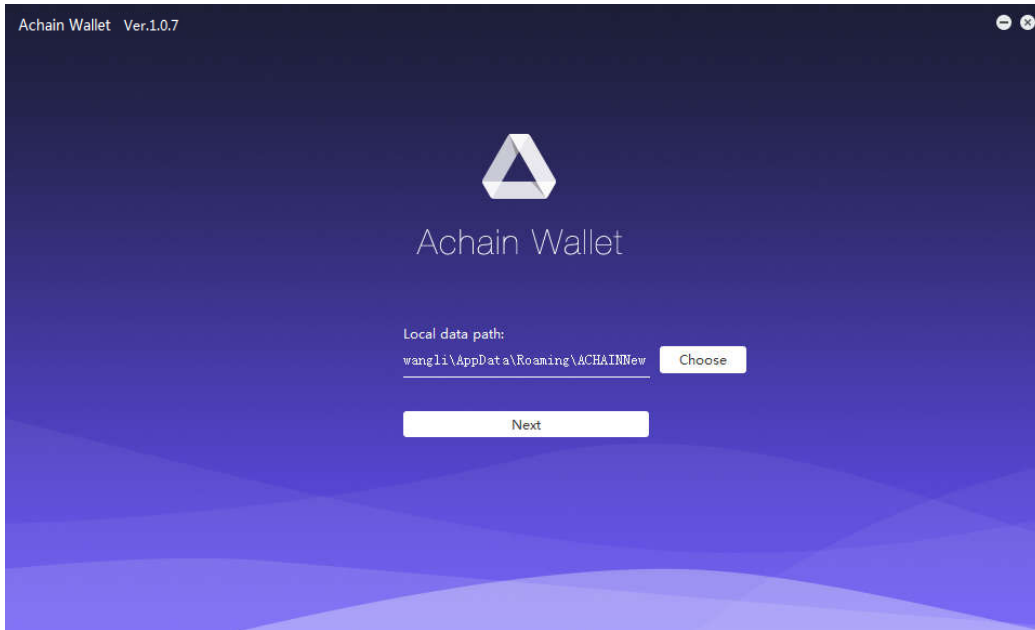 Achain Wallet Ver.1.0.7
Achain Wallet
Local data path:
wangli\AppData\Roaming\ACHAINNew
Choose
Next